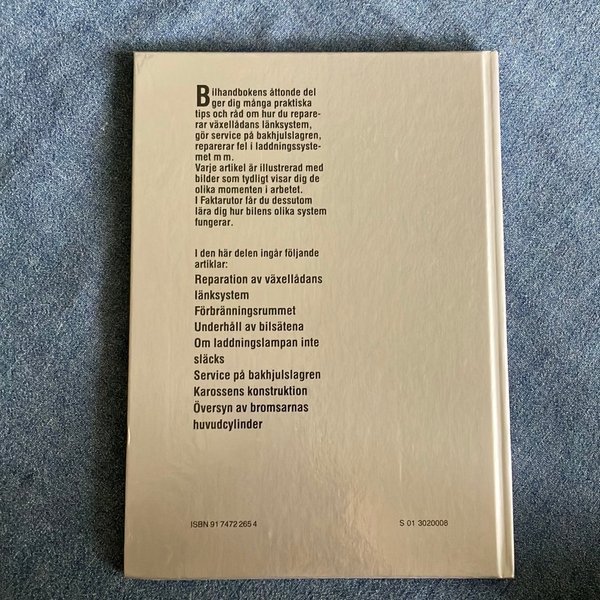 Bilhandbokens åttonde del
ger dig många praktiska
tips och råd om hur du repare-
rar växellådans länksystem,
gör service på bakhjulslagren,
reparerar fel i laddningssyste-
met m m.
Varje artikel är illustrerad med
bilder som tydligt visar dig de
olika momenten i arbetet.
I Faktarutor får du dessutom
lära dig hur bilens olika system
fungerar.
I den här delen ingår följande
artiklar:
Reparation av växellådans
länksystem
Förbränningsrummet
Underhåll av bilsätena
Om laddningslampan inte
släcks
Service på bakhjulslagren
Karossens konstruktion
Översyn av bromsarnas
huvudcylinder
ISBN 91 7472 265 4
S 01 3020008